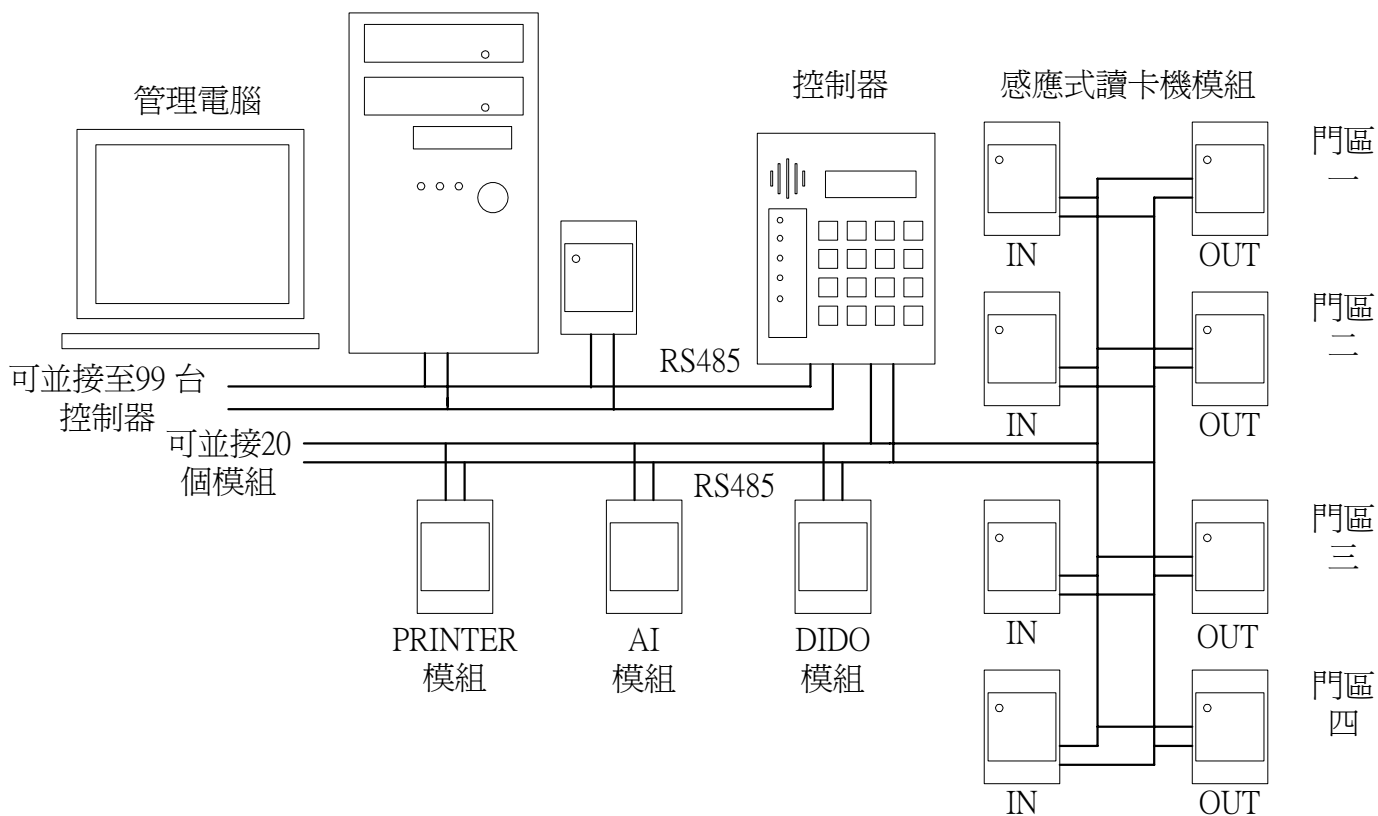 管理電腦
控制器
感應式讀卡機模組
門區
一
IN
OUT
門區
二
IN
OUT
RS485
可並接至99 台
控制器
可並接20
個模組
RS485
PRINTER
模組
AI
模組
DIDO
模組
門區
三
IN
OUT
門區
四
IN
OUT